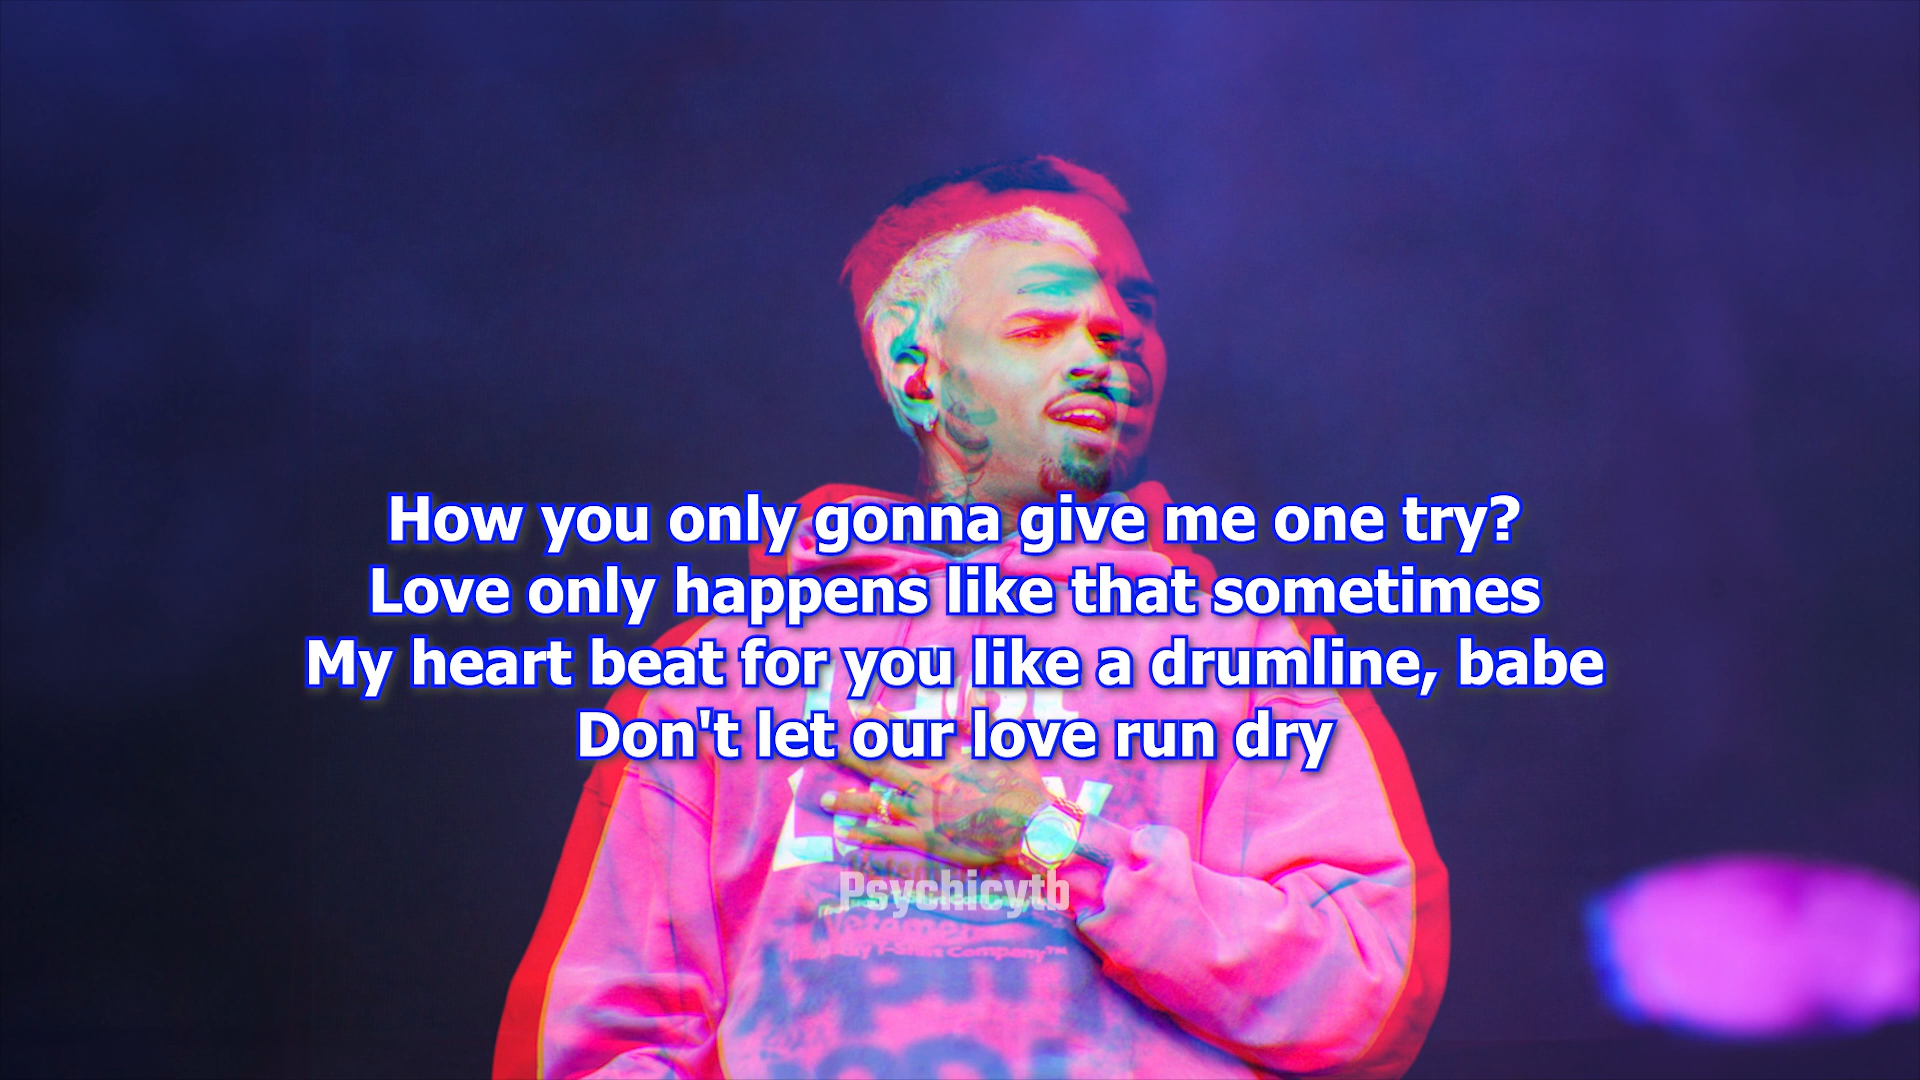 How you only gonna give me one try?
Love only happens like that sometimes
My heart beat for you like a drumline, babe
Don't let our love run dry
Psychicytb